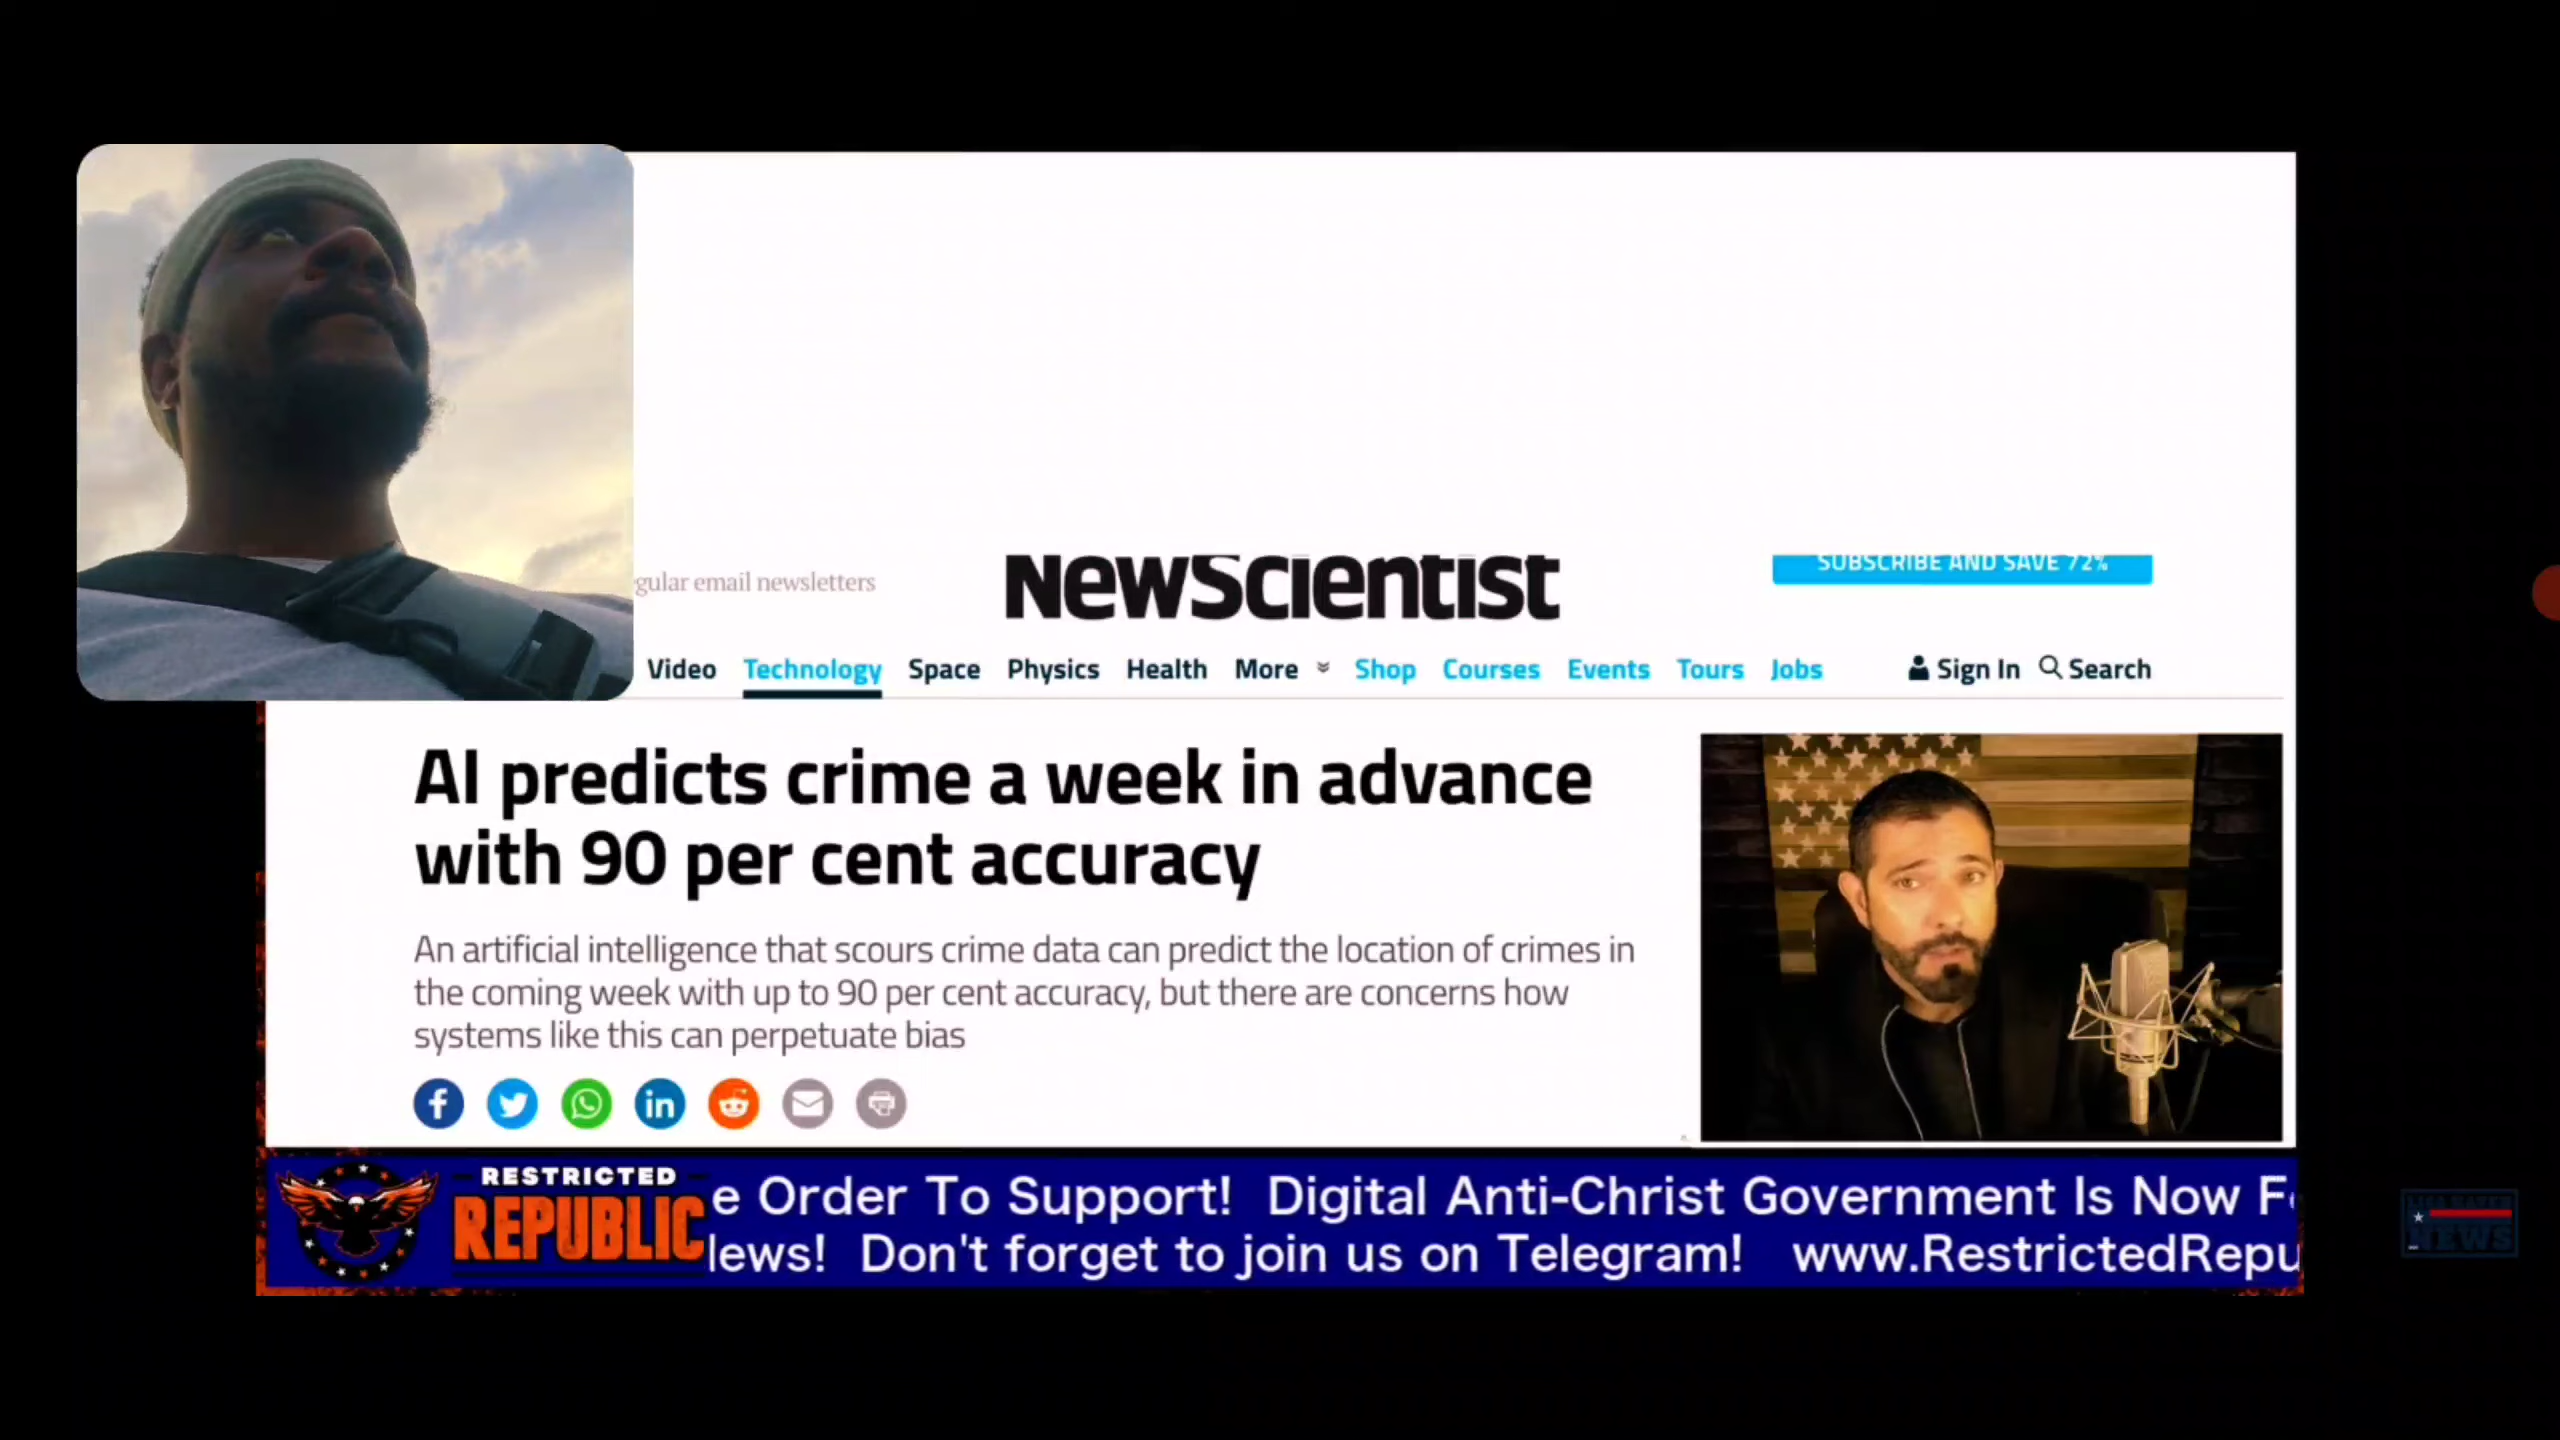 gular email newsletters
NewScientist
SUBSCRIBE AND SAVE 72%
Video Technology Space Physics Health More Shop Courses Events Tours Jobs Sign In Search
AI predicts crime a week in advance
with 90 per cent accuracy
An artificial intelligence that scours crime data can predict the location of crimes in
the coming week with up to 90 per cent accuracy, but there are concerns how
systems like this can perpetuate bias
RESTRICTED
REPUBLIC
e Order To Support! Digital Anti-Christ Government Is Now F
lews! Don't forget to join us on Telegram! www.RestrictedRepu
NEWS